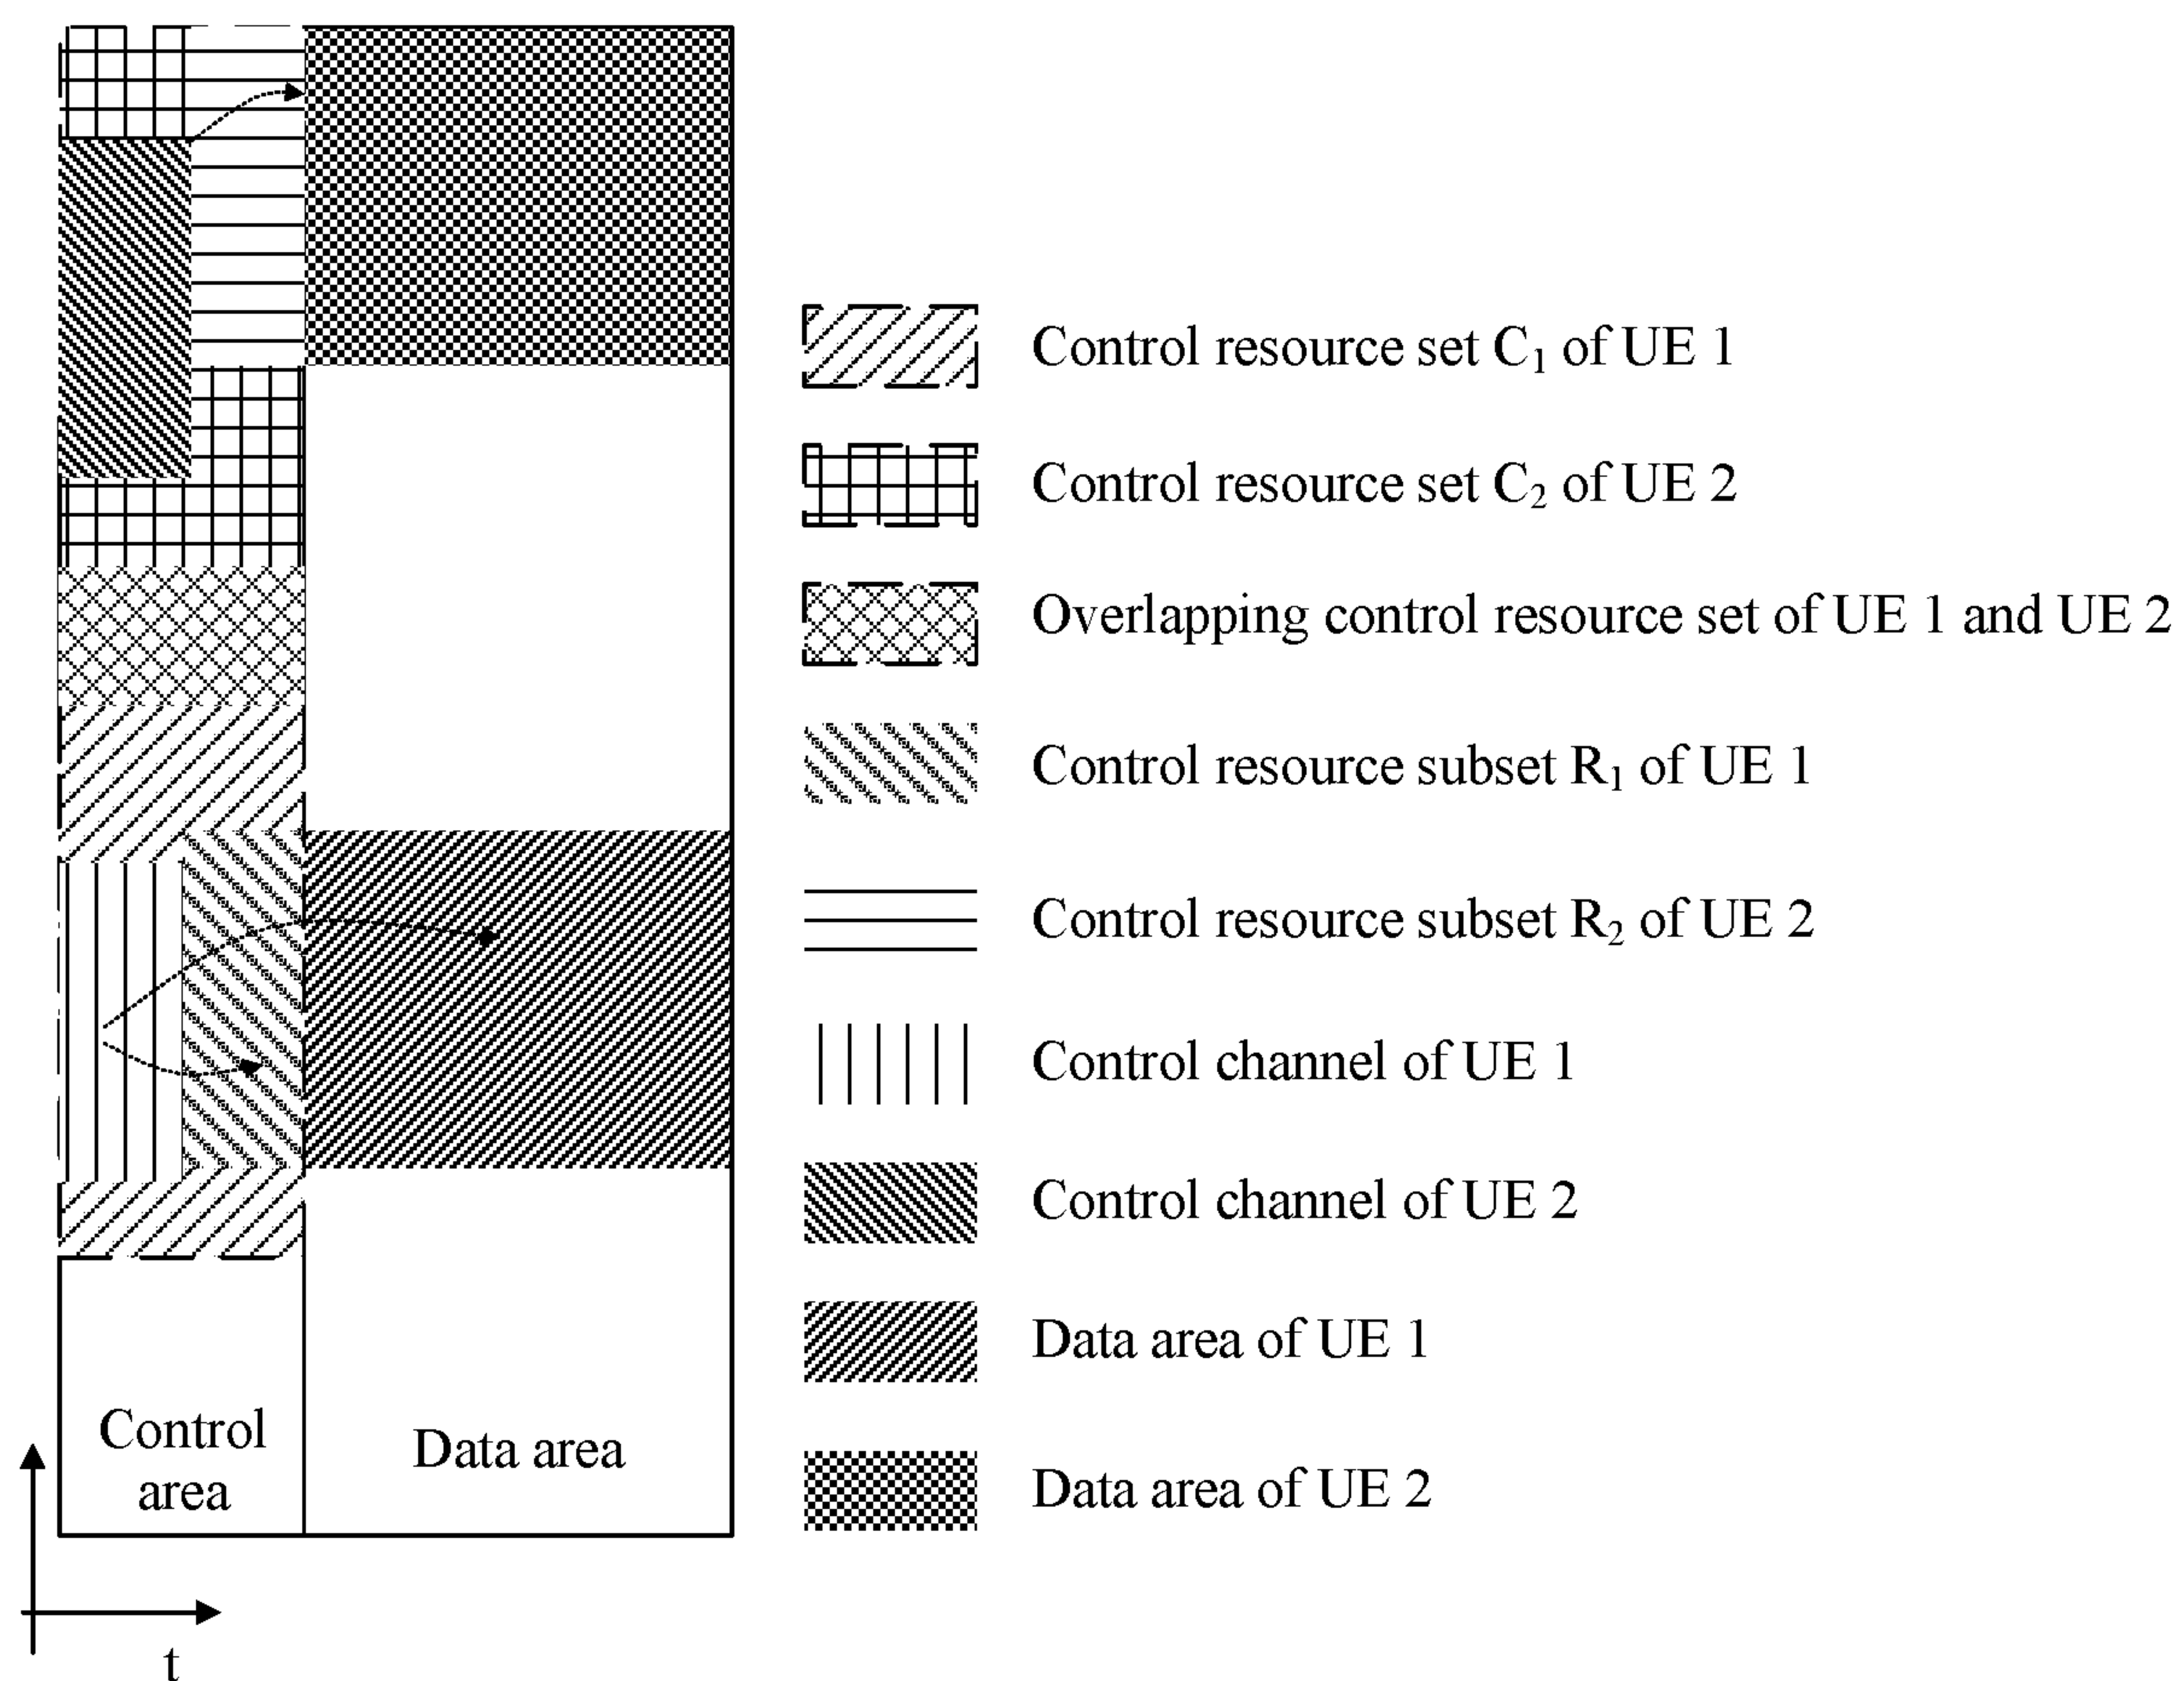 Control resource set C₁ of UE 1
Control resource set C₂ of UE 2
Overlapping control resource set of UE 1 and UE 2
Control resource subset R₁ of UE 1
Control resource subset R₂ of UE 2
Control channel of UE 1
Control channel of UE 2
Data area of UE 1
Data area of UE 2
Control
area
Data area
t